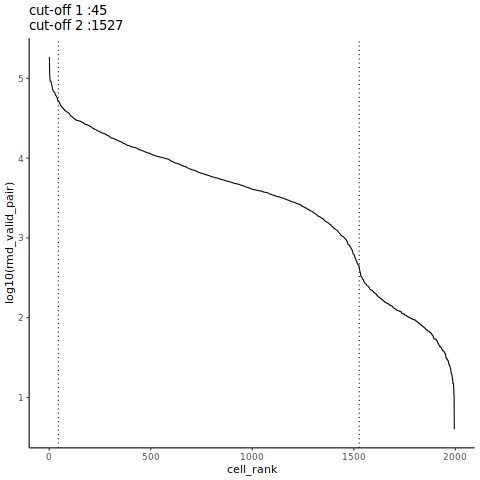 cut-off 1 :45
cut-off 2 :1527
log10(rmd_valid_pair)
5
4
3
2
1
0
500
1000
1500
2000
cell_rank